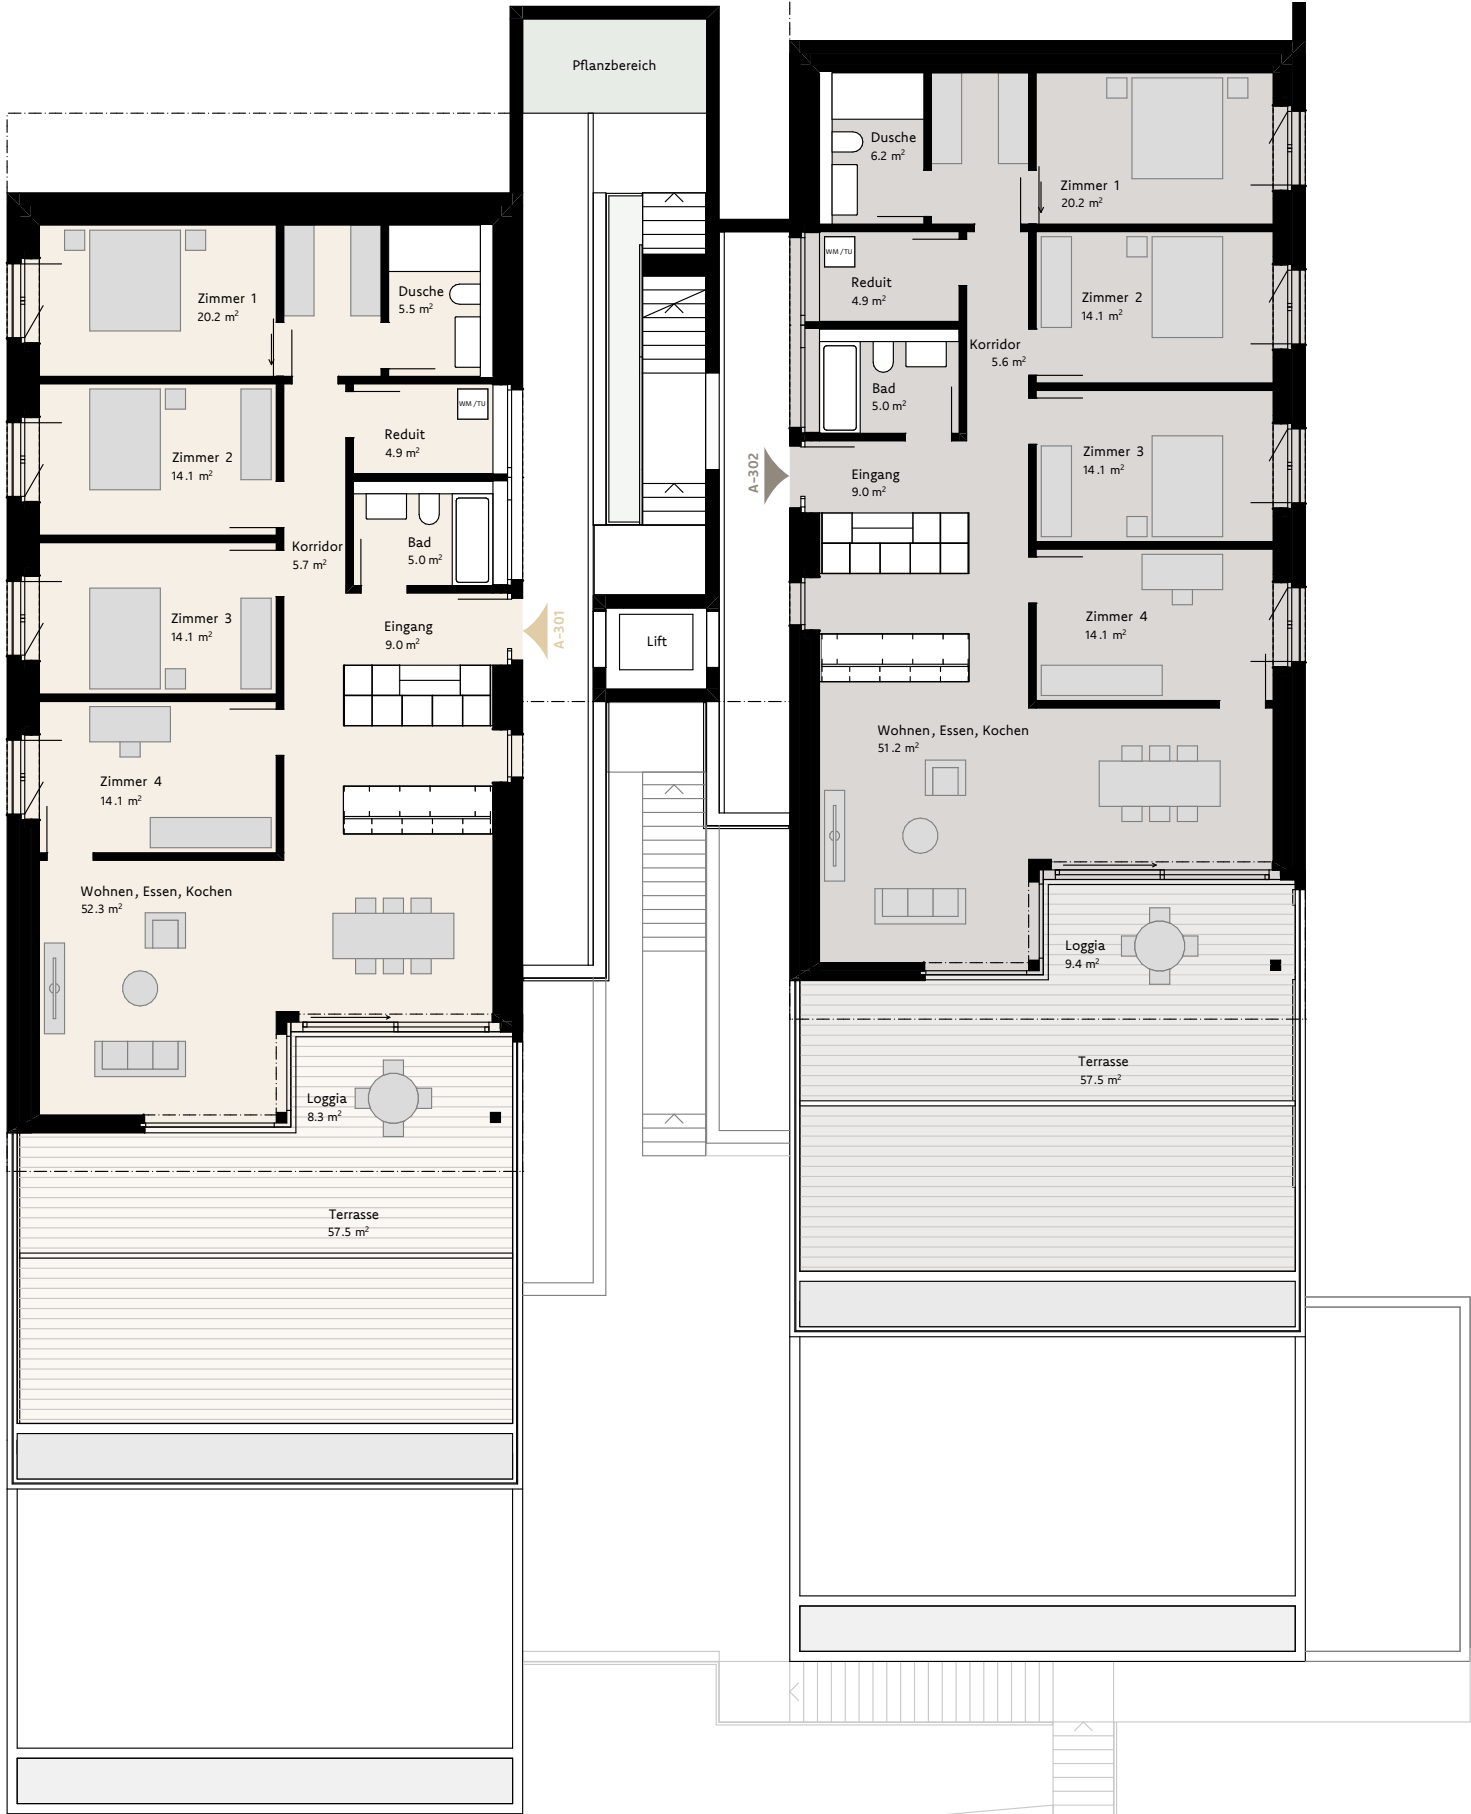 Pflanzbereich
Zimmer 1
20.2 m²
Dusche
5.5 m²
Zimmer 2
14.1 m²
Reduit
4.9 m²
WM/TU
Korridor
5.7 m²
Bad
5.0 m²
Zimmer 3
14.1 m²
Eingang
9.0 m²
A-301
Zimmer 4
14.1 m²
Wohnen, Essen, Kochen
52.3 m²
Loggia
8.3 m²
Terrasse
57.5 m²
Lift
Dusche
6.2 m²
Zimmer 1
20.2 m²
WM/TU
Reduit
4.9 m²
Zimmer 2
14.1 m²
Korridor
5.6 m²
Bad
5.0 m²
Zimmer 3
14.1 m²
A-302
Eingang
9.0 m²
Zimmer 4
14.1 m²
Wohnen, Essen, Kochen
51.2 m²
Loggia
9.4 m²
Terrasse
57.5 m²